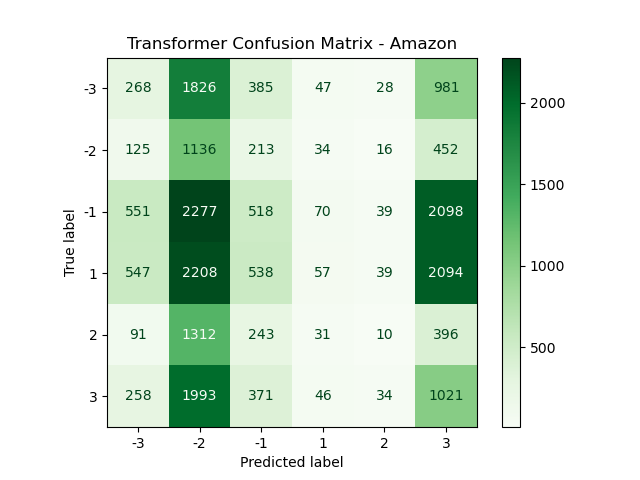 Transformer Confusion Matrix - Amazon
-3 268 1826 385 47 28 981
-2 125 1136 213 34 16 452
-1 551 2277 518 70 39 2098
1 547 2208 538 57 39 2094
2 91 1312 243 31 10 396
3 258 1993 371 46 34 1021
-3 -2 -1 1 2 3
Predicted label
True label
2000
1500
1000
500